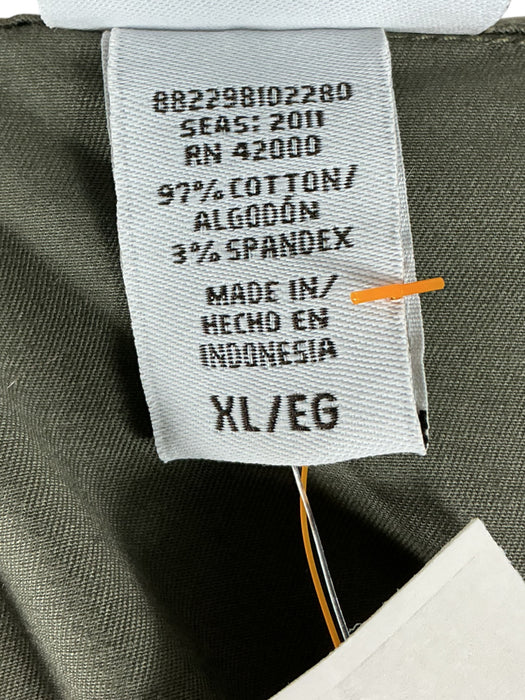 882298102280
SEAS: 2011
RN 42000
97% COTTON/
ALGODÓN
3% SPANDEX
MADE IN/
HECHO EN
INDONESIA
XL/EG